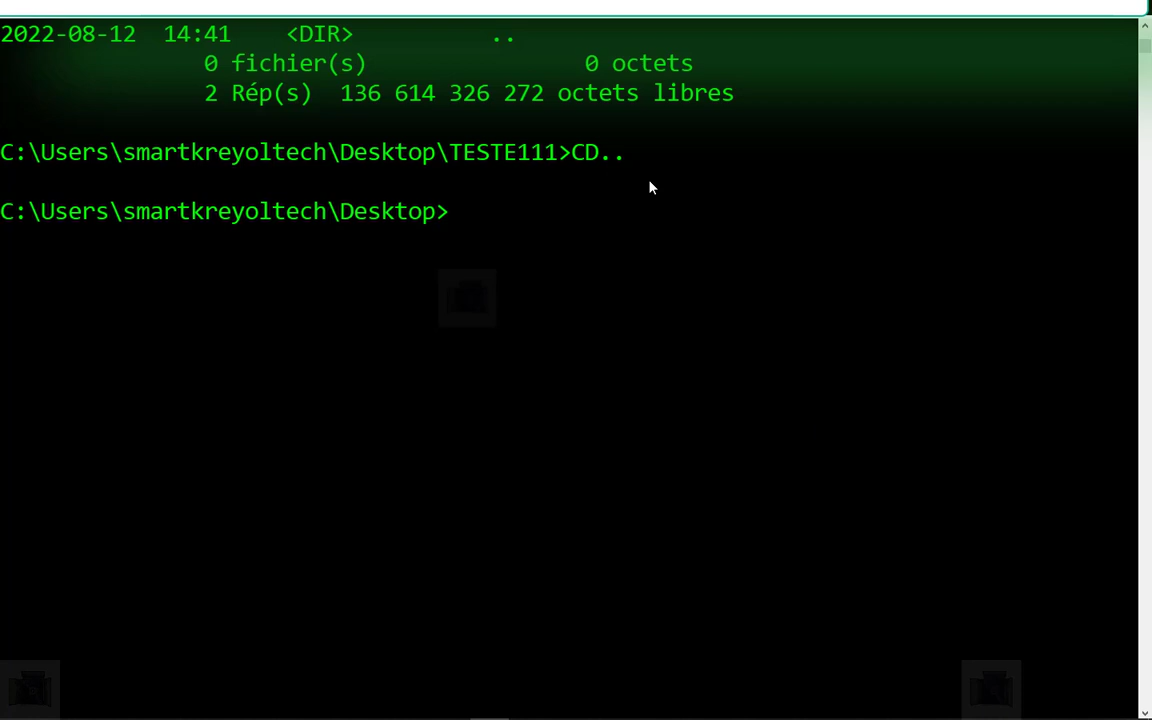 2022-08-12  14:41    <DIR>          ..
               0 fichier(s)                0 octets
               2 Rép(s)  136 614 326 272 octets libres
C:\Users\smartkreyoltech\Desktop\TESTE111>CD..
C:\Users\smartkreyoltech\Desktop>